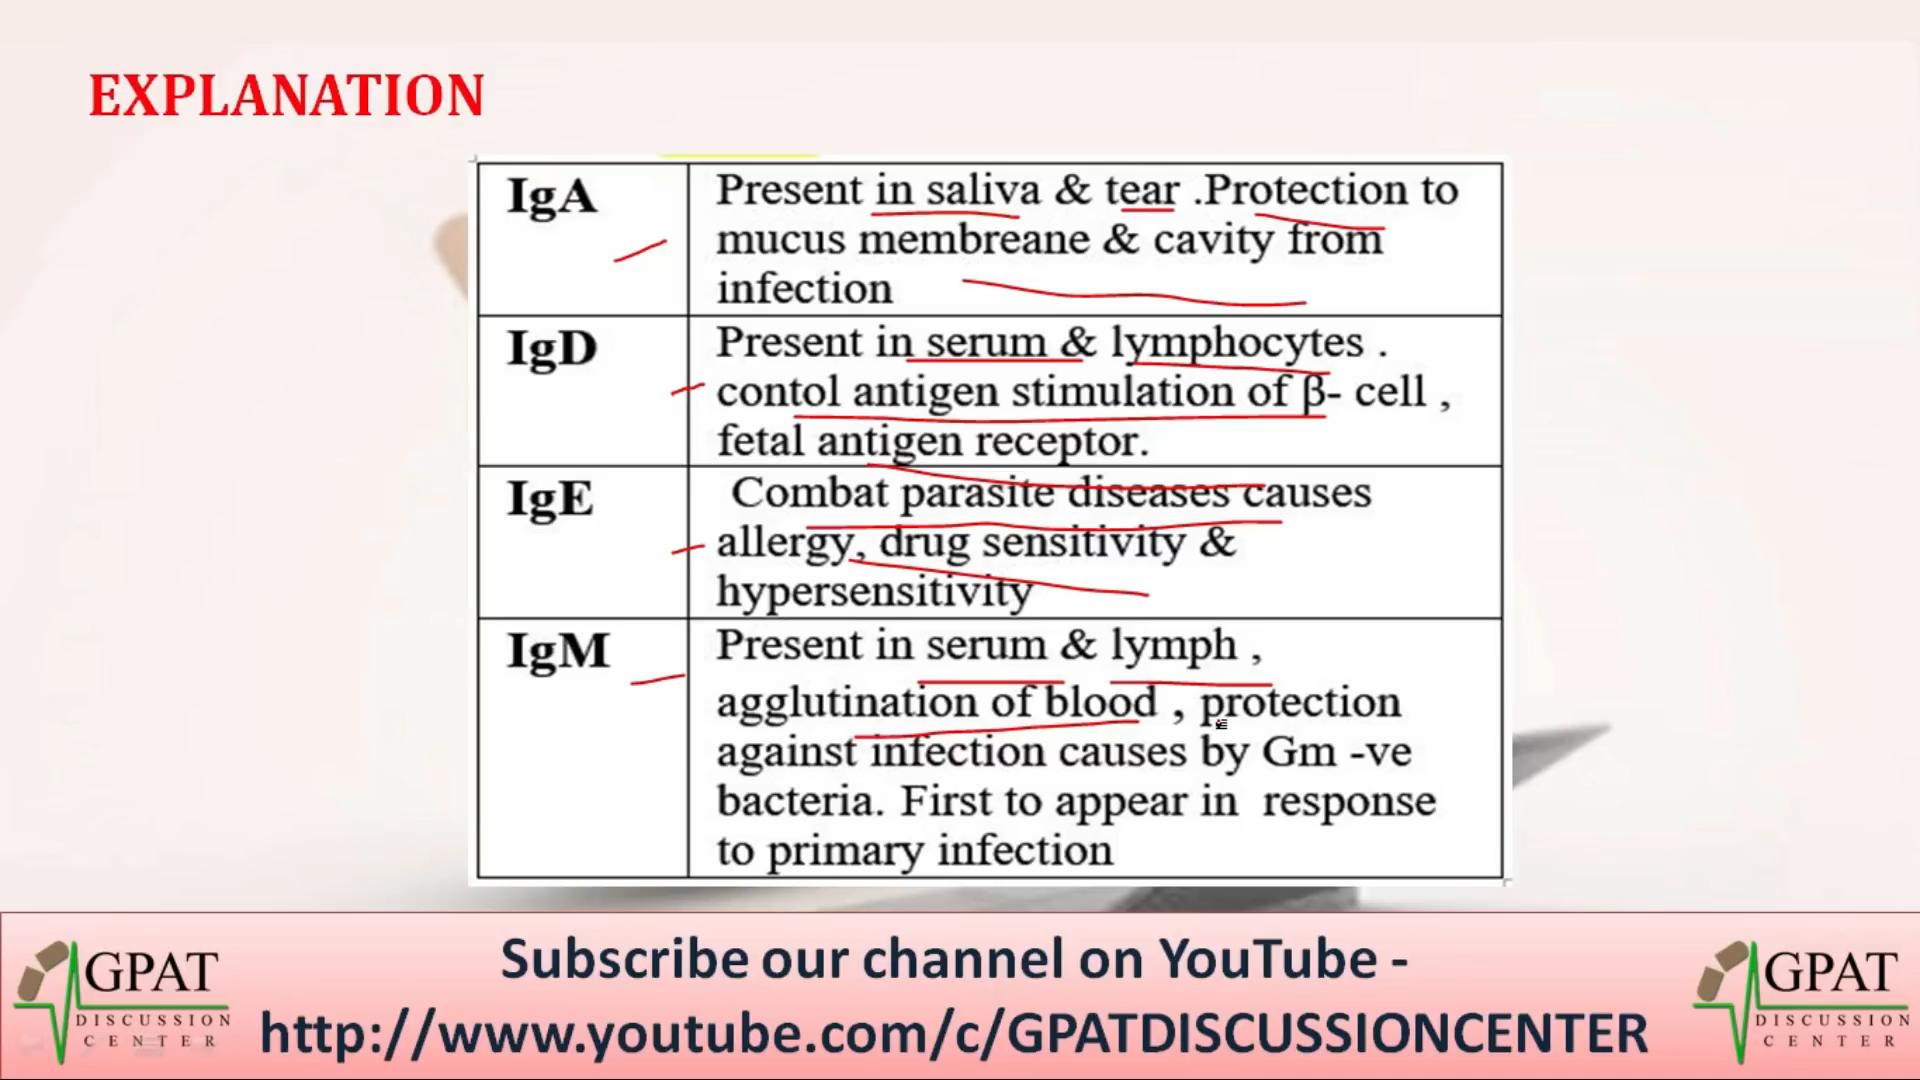 EXPLANATION
IgA
Present in saliva & tear .Protection to
mucus membreane & cavity from
infection
IgD
Present in serum & lymphocytes .
contol antigen stimulation of β- cell ,
fetal antigen receptor.
IgE
Combat parasite diseases causes
allergy, drug sensitivity &
hypersensitivity
IgM
Present in serum & lymph ,
agglutination of blood , protection
against infection causes by Gm -ve
bacteria. First to appear in response
to primary infection
GPAT
DISCUSSION
CENTER
Subscribe our channel on YouTube -
http://www.youtube.com/c/GPATDISCUSSIONCENTER
GPAT
DISCUSSION
CENTER